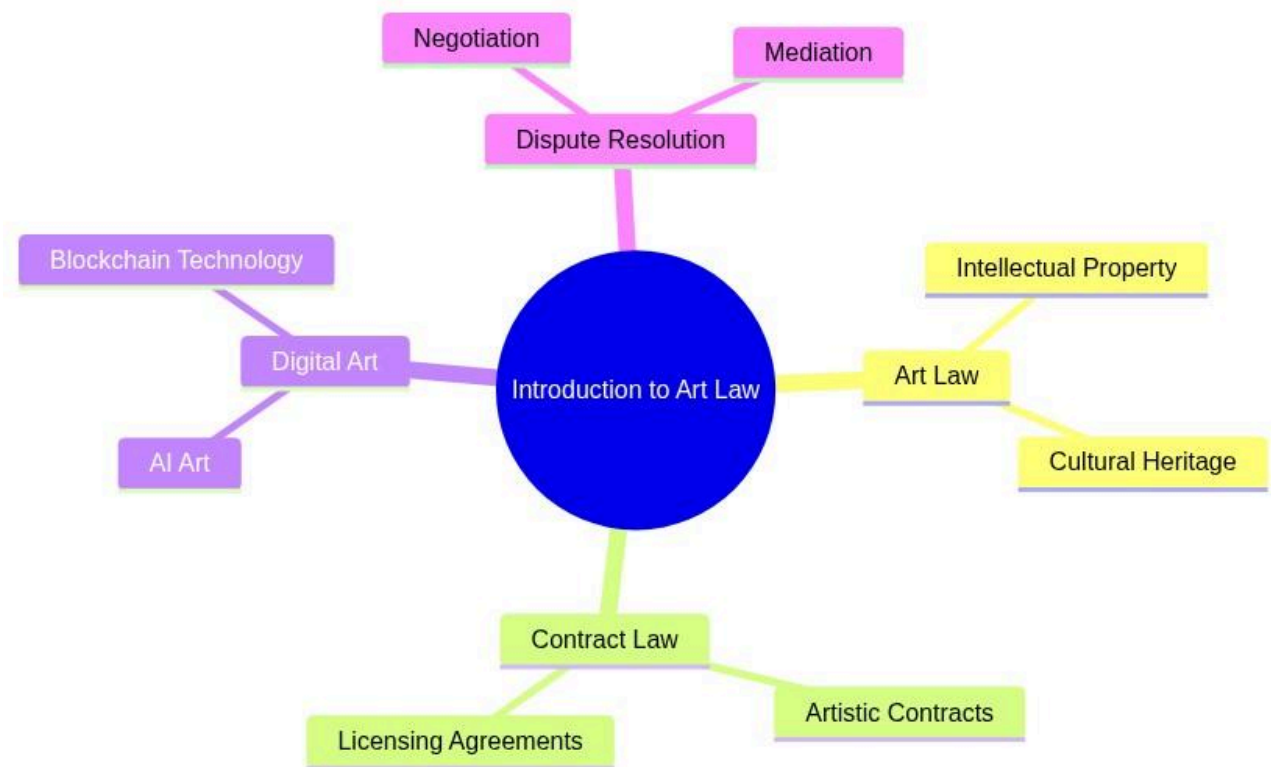 Negotiation
Mediation
Dispute Resolution
Blockchain Technology
Intellectual Property
Digital Art
Art Law
Introduction to Art Law
AI Art
Cultural Heritage
Contract Law
Artistic Contracts
Licensing Agreements